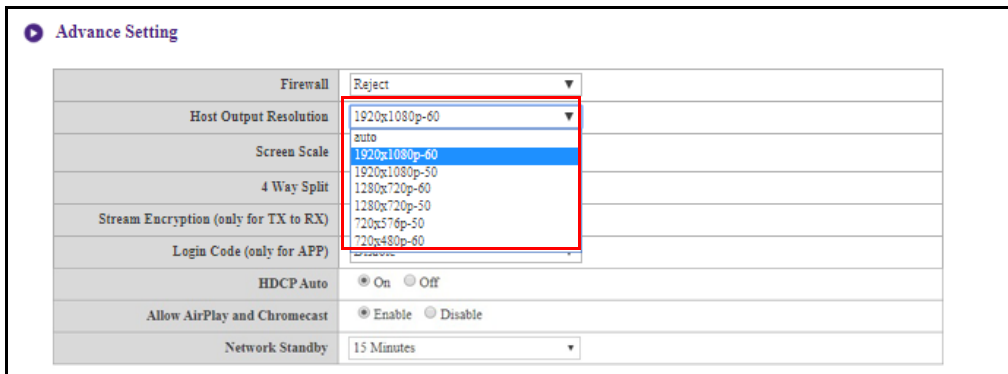 Advance Setting
Firewall Reject
Host Output Resolution 1920x1080p-60
auto
1920x1080p-60
Screen Scale
1920x1080p-50
4 Way Split 1280x720p-60
1280x720p-50
Stream Encryption (only for TX to RX) 720x576p-50
720x480p-60
Login Code (only for APP)
HDCP Auto On Off
Allow AirPlay and Chromecast Enable Disable
Network Standby 15 Minutes